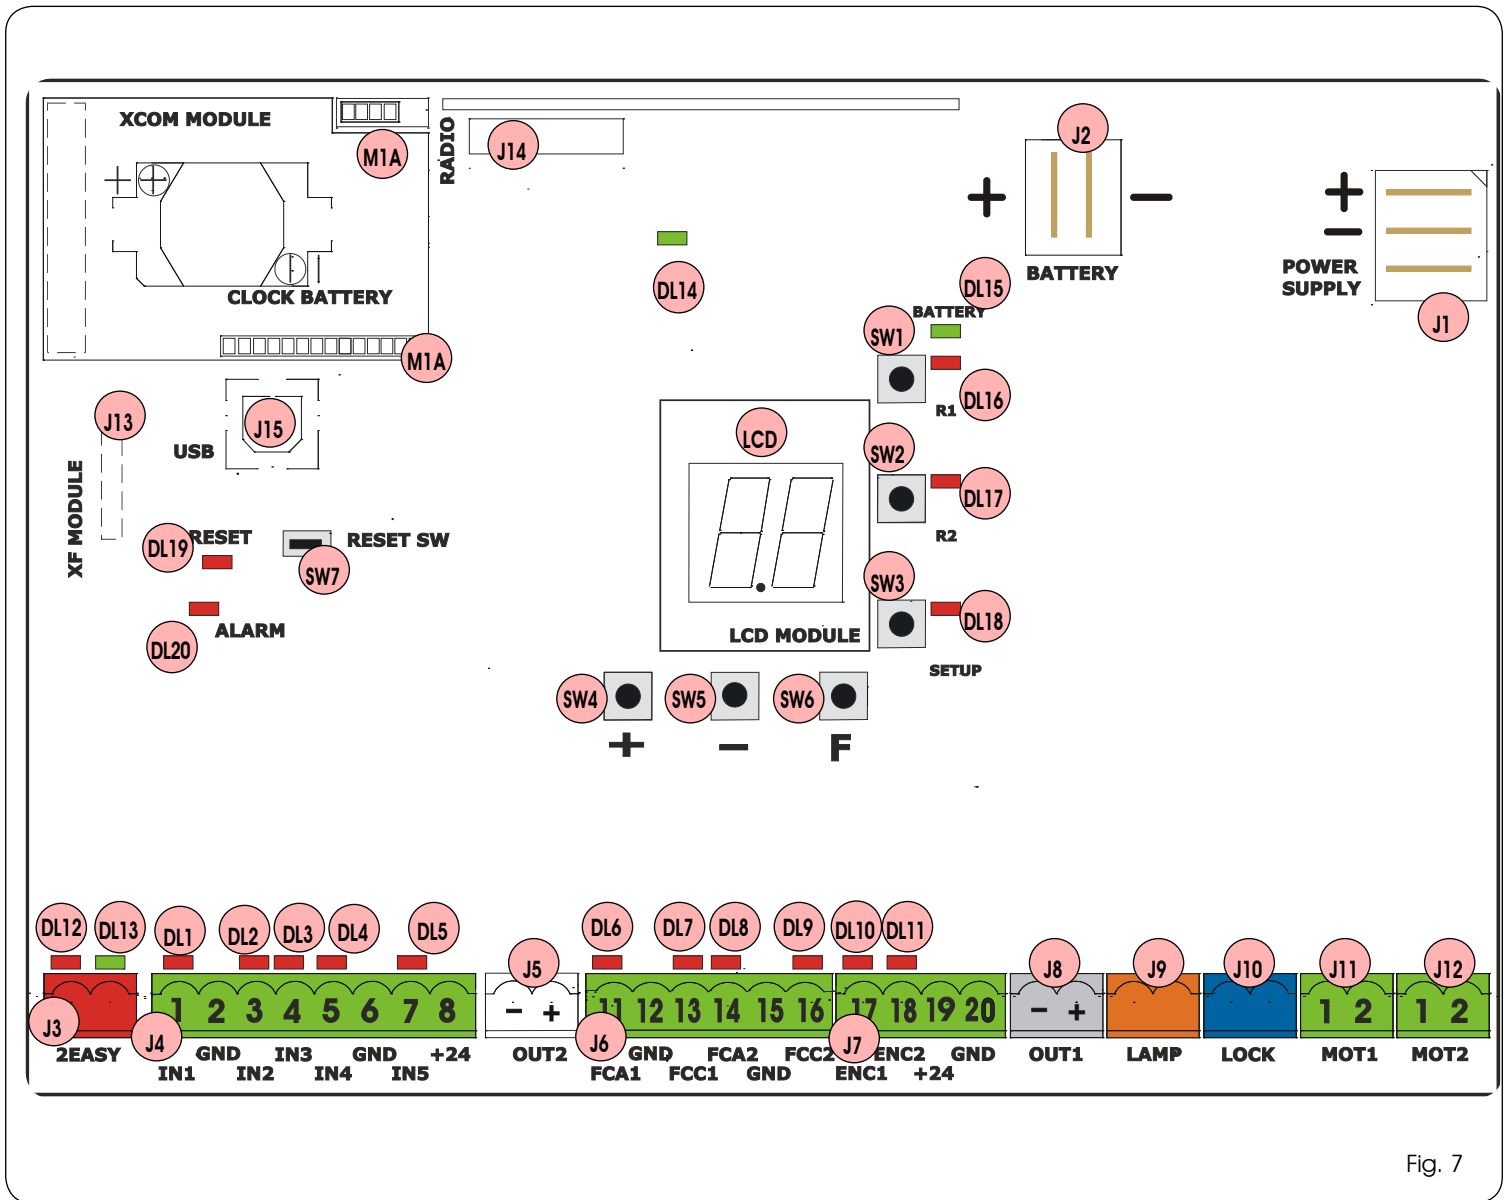 XCOM MODULE
M1A
RADIO
J14
J2
+ -
BATTERY
+
-
POWER
SUPPLY
J1
+
-
CLOCK BATTERY
M1A
DL14
DL15
BATTERY
SW1
DL16
R1
J13
USB
J15
XF MODULE
LCD
SW2
DL17
R2
DL19
RESET
RESET SW
SW7
SW3
DL18
SETUP
DL20
ALARM
LCD MODULE
SW4
SW5
SW6
+ - F
DL12 DL13 DL1 DL2 DL3 DL4 DL5 DL6 DL7 DL8 DL9 DL10 DL11
J5 J8 J9 J10 J11 J12
1 2 3 4 5 6 7 8 - + 11 12 13 14 15 16 17 18 19 20 - + 1 2 1 2
J3 J4 J6 J7
2EASY GND IN3 GND +24 OUT2 GND FCA2 FCC2 ENC2 GND OUT1 LAMP LOCK MOT1 MOT2
IN1 IN2 IN4 IN5 FCA1 FCC1 GND ENC1 +24
Fig. 7